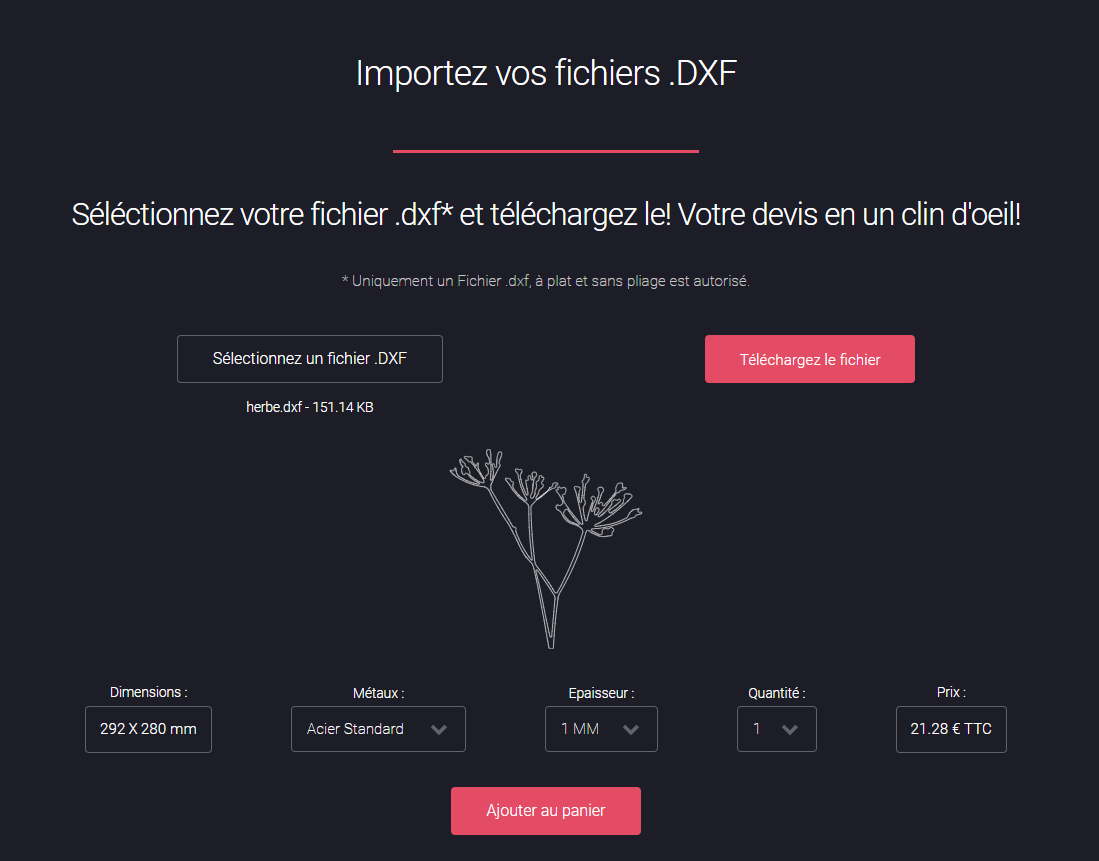 Importez vos fichiers .DXF
Séléctionnez votre fichier .dxf* et téléchargez le! Votre devis en un clin d'oeil!
* Uniquement un Fichier .dxf, à plat et sans pliage est autorisé.
Sélectionnez un fichier .DXF
Téléchargez le fichier
herbe.dxf - 151.14 KB
Dimensions :
Métaux :
Epaisseur :
Quantité :
Prix :
292 X 280 mm
Acier Standard
1 MM
1
21.28 € TTC
Ajouter au panier